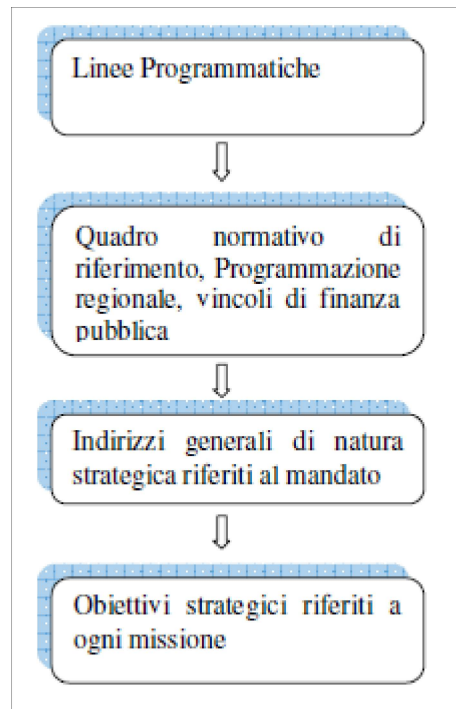 Linee Programmatiche
Quadro normativo di
riferimento, Programmazione
regionale, vincoli di finanza
pubblica
Indirizzi generali di natura
strategica riferiti al mandato
Obiettivi strategici riferiti a
ogni missione